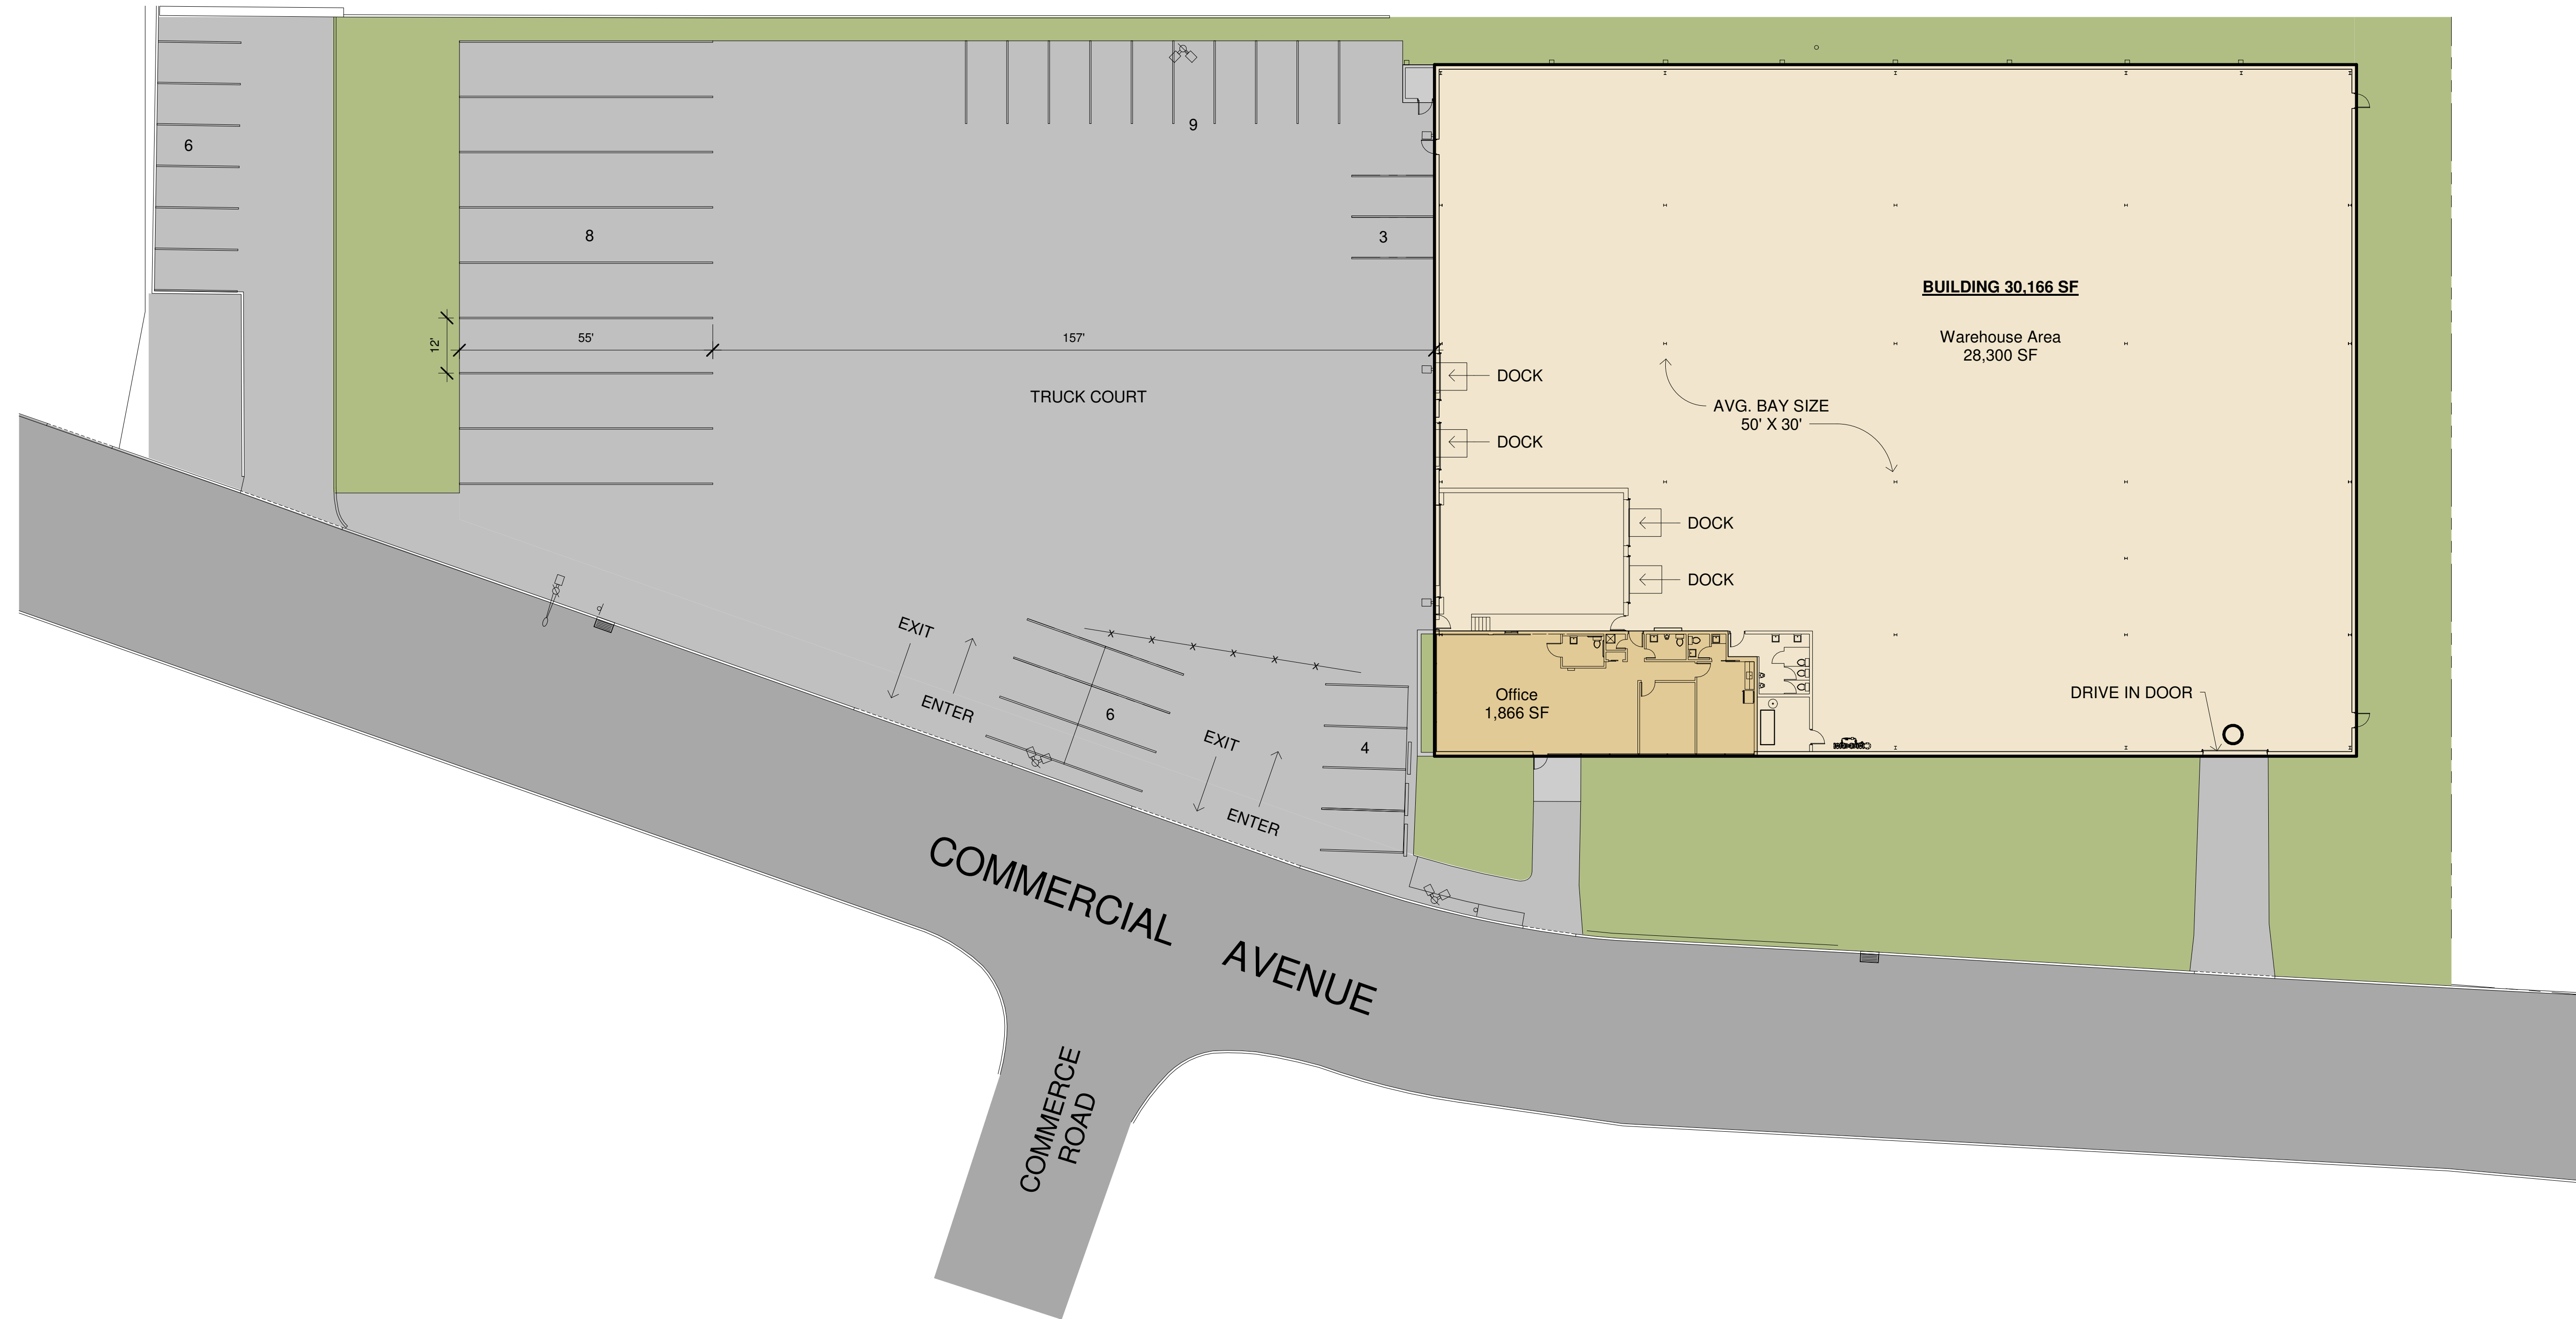 9
6
8
3
BUILDING 30,166 SF
Warehouse Area
28,300 SF
12'
55'
157'
DOCK
TRUCK COURT
AVG. BAY SIZE
50' X 30'
DOCK
DOCK
DOCK
EXIT
ENTER
6
EXIT
ENTER
4
Office
1,866 SF
DRIVE IN DOOR
COMMERCIAL AVENUE
COMMERCE
ROAD